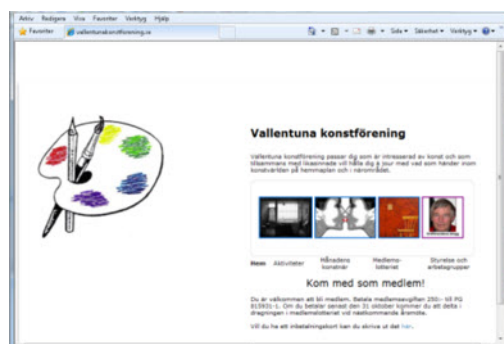 Arkiv Redigera Visa Favoriter Verktyg Hjälp
Favoriter vallentunakonstförening.se
Sida Säkerhet Verktyg
Vallentuna konstförening
Vallentuna konstförening passar dig som är intresserad av konst och som
tillsammans med likasinnade vill hålla dig à jour med vad som händer inom
konstvärlden på hemmaplan och i närområdet.
Hem Aktiviteter Månadens konstnär Medlems-lotteriet Styrelse och arbetsgrupper
Kom med som medlem!
Du är välkommen att bli medlem. Betala medlemsavgiften 250:- till PG
Om du betalar senast den 31 oktober kommer du att delta i
dragningen i medlemslotteriet vid nästkommande årsmöte.
Vill du ha ett inbetalningskort kan du skriva ut det här.